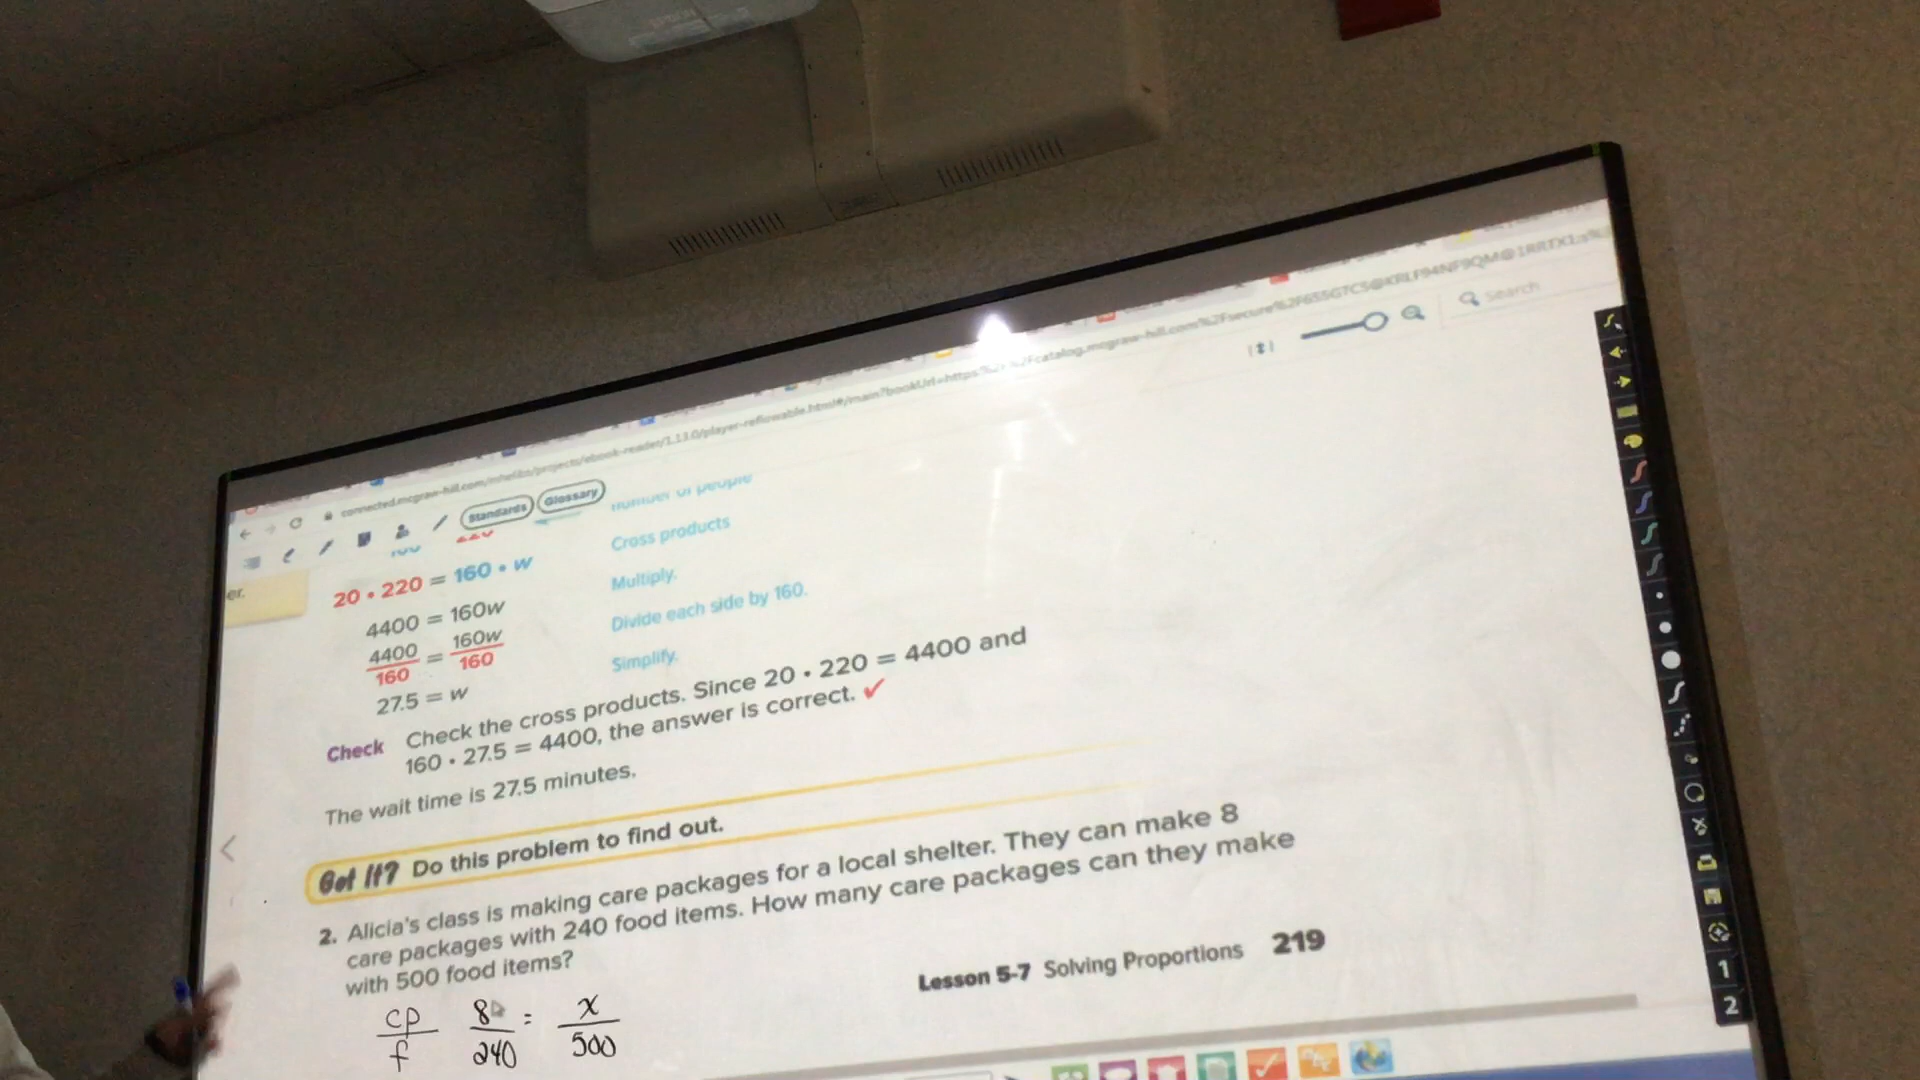 Search
Standards
Glossary
number of people
er.
20 • 220 = 160 • w
Cross products
4400 = 160w
Multiply.
4400/160 = 160w/160
Divide each side by 160.
27.5 = w
Simplify.
Check Check the cross products. Since 20 • 220 = 4400 and
160 • 27.5 = 4400, the answer is correct. ✓
The wait time is 27.5 minutes.
Got It? Do this problem to find out.
2. Alicia's class is making care packages for a local shelter. They can make 8
care packages with 240 food items. How many care packages can they make
with 500 food items?
Lesson 5-7 Solving Proportions 219
cp/f 8/240 = x/500
1
2